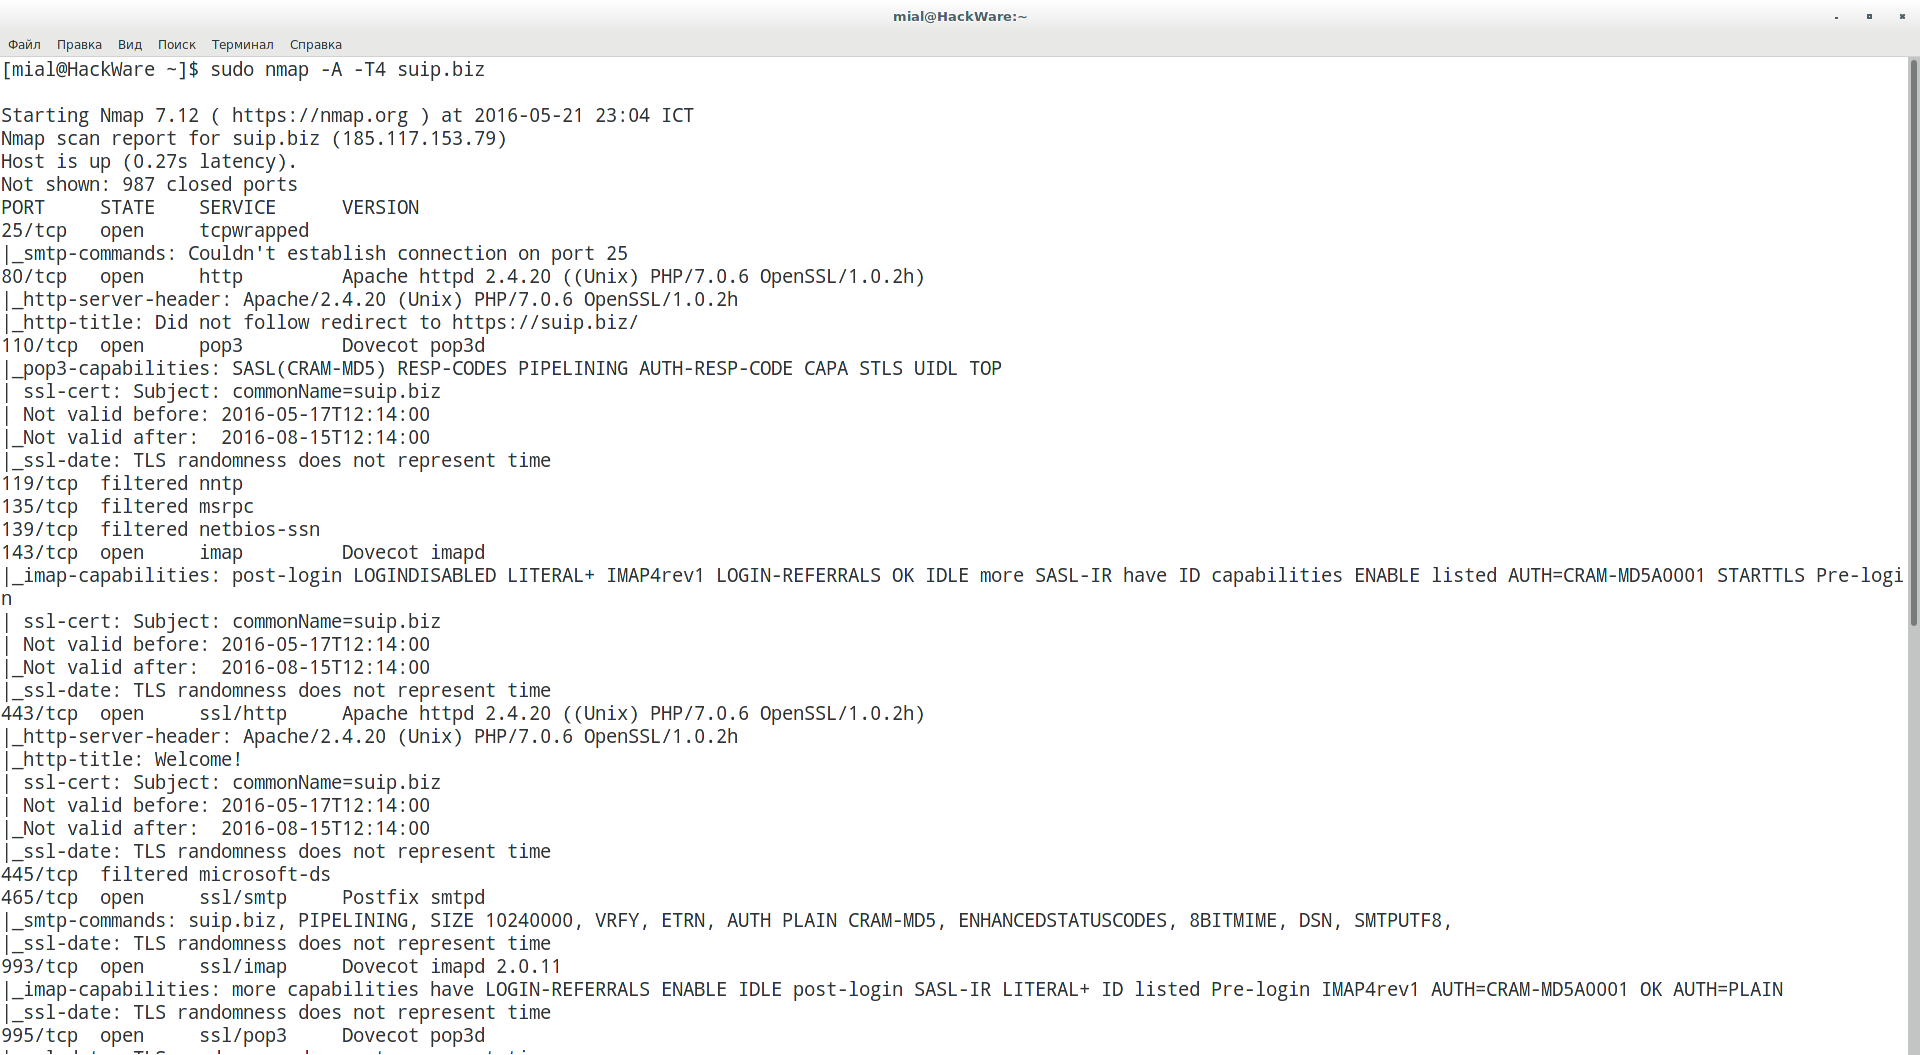 mial@HackWare:~
Файл Правка Вид Поиск Терминал Справка
[mial@HackWare ~]$ sudo nmap -A -T4 suip.biz
Starting Nmap 7.12 ( https://nmap.org ) at 2016-05-21 23:04 ICT
Nmap scan report for suip.biz (185.117.153.79)
Host is up (0.27s latency).
Not shown: 987 closed ports
PORT     STATE    SERVICE      VERSION
25/tcp   open     tcpwrapped
|_smtp-commands: Couldn't establish connection on port 25
80/tcp   open     http         Apache httpd 2.4.20 ((Unix) PHP/7.0.6 OpenSSL/1.0.2h)
|_http-server-header: Apache/2.4.20 (Unix) PHP/7.0.6 OpenSSL/1.0.2h
|_http-title: Did not follow redirect to https://suip.biz/
110/tcp  open     pop3         Dovecot pop3d
|_pop3-capabilities: SASL(CRAM-MD5) RESP-CODES PIPELINING AUTH-RESP-CODE CAPA STLS UIDL TOP
| ssl-cert: Subject: commonName=suip.biz
| Not valid before: 2016-05-17T12:14:00
|_Not valid after:  2016-08-15T12:14:00
|_ssl-date: TLS randomness does not represent time
119/tcp  filtered nntp
135/tcp  filtered msrpc
139/tcp  filtered netbios-ssn
143/tcp  open     imap         Dovecot imapd
|_imap-capabilities: post-login LOGINDISABLED LITERAL+ IMAP4rev1 LOGIN-REFERRALS OK IDLE more SASL-IR have ID capabilities ENABLE listed AUTH=CRAM-MD5A0001 STARTTLS Pre-logi
n
| ssl-cert: Subject: commonName=suip.biz
| Not valid before: 2016-05-17T12:14:00
|_Not valid after:  2016-08-15T12:14:00
|_ssl-date: TLS randomness does not represent time
443/tcp  open     ssl/http     Apache httpd 2.4.20 ((Unix) PHP/7.0.6 OpenSSL/1.0.2h)
|_http-server-header: Apache/2.4.20 (Unix) PHP/7.0.6 OpenSSL/1.0.2h
|_http-title: Welcome!
| ssl-cert: Subject: commonName=suip.biz
| Not valid before: 2016-05-17T12:14:00
|_Not valid after:  2016-08-15T12:14:00
|_ssl-date: TLS randomness does not represent time
445/tcp  filtered microsoft-ds
465/tcp  open     ssl/smtp     Postfix smtpd
|_smtp-commands: suip.biz, PIPELINING, SIZE 10240000, VRFY, ETRN, AUTH PLAIN CRAM-MD5, ENHANCEDSTATUSCODES, 8BITMIME, DSN, SMTPUTF8,
|_ssl-date: TLS randomness does not represent time
993/tcp  open     ssl/imap     Dovecot imapd 2.0.11
|_imap-capabilities: more capabilities have LOGIN-REFERRALS ENABLE IDLE post-login SASL-IR LITERAL+ ID listed Pre-login IMAP4rev1 AUTH=CRAM-MD5A0001 OK AUTH=PLAIN
|_ssl-date: TLS randomness does not represent time
995/tcp  open     ssl/pop3     Dovecot pop3d